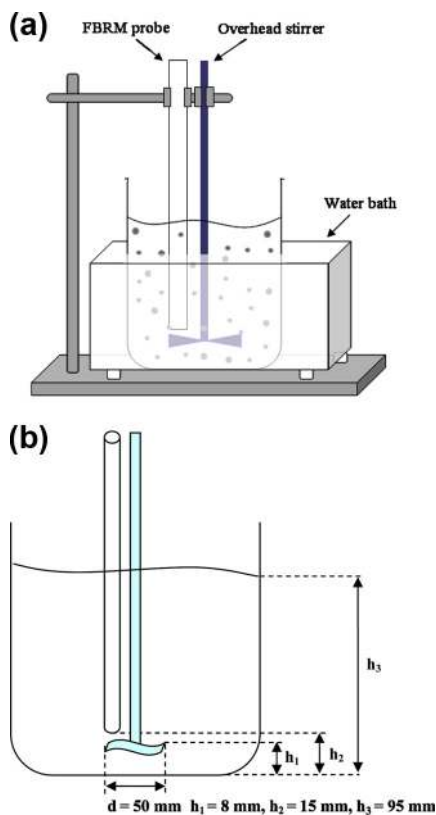 (a)
FBRM probe
Overhead stirrer
Water bath
(b)
h₃
h₁
h₂
d = 50 mm h₁ = 8 mm, h₂ = 15 mm, h₃ = 95 mm